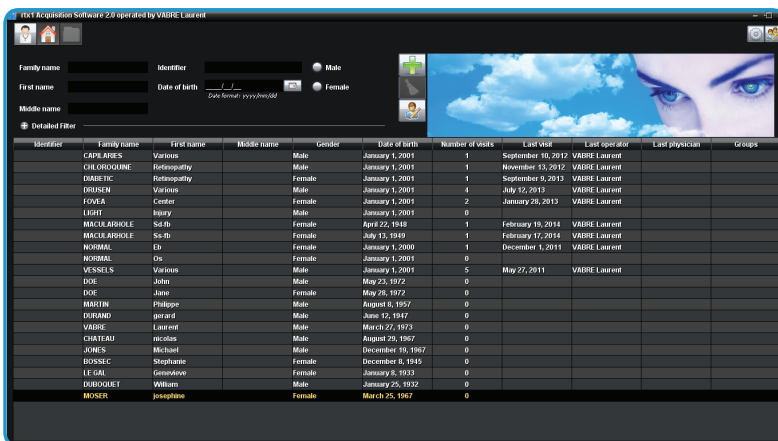 rtx1 Acquisition Software 2.0 operated by VABRE Laurent
Family name Identifier Male
First name Date of birth __/_/__ Female
Date format: yyyy/mm/dd
Middle name
Detailed Filter
Identifier Family name First name Middle name Gender Date of birth Number of visits Last visit Last operator Last physician Groups
CAPILARIES Various Male January 1, 2001 1 September 10, 2012 VABRE Laurent
CHLOROQUINE Retinopathy Male January 1, 2001 1 November 13, 2012 VABRE Laurent
DIABETIC Retinopathy Female January 1, 2001 1 September 9, 2013 VABRE Laurent
DRUSEN Various Male January 1, 2001 4 July 12, 2013 VABRE Laurent
FOVEA Center Female January 1, 2001 2 January 28, 2013 VABRE Laurent
LIGHT Injury Male January 1, 2001 0
MACULARHOLE Sd-fb Female April 22, 1948 1 February 19, 2014 VABRE Laurent
MACULARHOLE Ss-fb Female July 13, 1949 1 February 17, 2014 VABRE Laurent
NORMAL Eb Female January 1, 2000 1 December 1, 2011 VABRE Laurent
NORMAL Os Female January 1, 2001 0
VESSELS Various Male January 1, 2001 5 May 27, 2011 VABRE Laurent
DOE John Male May 23, 1972 0
DOE Jane Female May 28, 1972 0
MARTIN Philippe Male August 8, 1957 0
DURAND gerard Male June 12, 1947 0
VABRE Laurent Male March 27, 1973 0
CHATEAU nicolas Male August 29, 1967 0
JONES Michael Male December 19, 1967 0
BOSSEC Stephanie Female December 8, 1945 0
LE GAL Genevieve Female January 8, 1933 0
DUBOQUET William Male January 25, 1932 0
MOSER josephine Female March 25, 1967 0